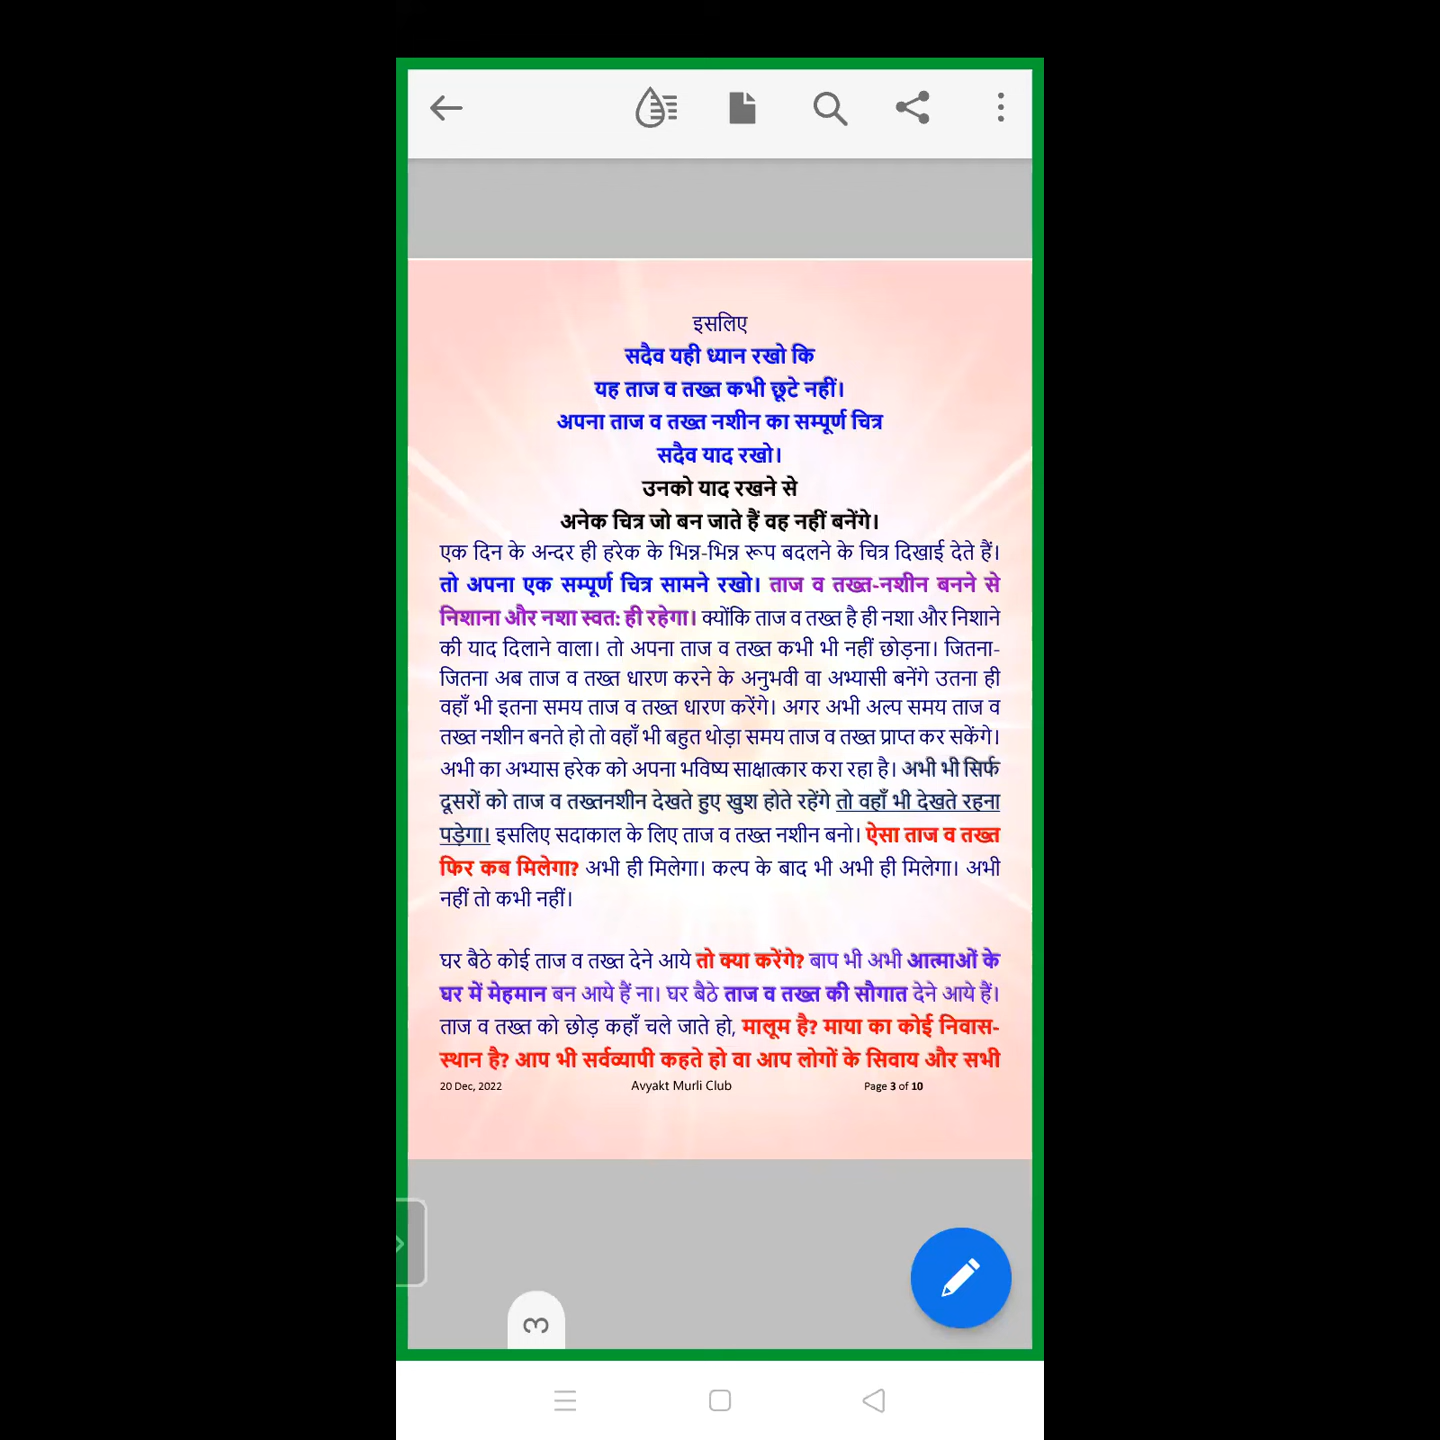 इसलिए
सदैव यही ध्यान रखो कि
यह ताज व तख्त कभी छूटे नहीं।
अपना ताज व तख्त नशीन का सम्पूर्ण चित्र
सदैव याद रखो।
उनको याद रखने से
अनेक चित्र जो बन जाते हैं वह नहीं बनेंगे।
एक दिन के अन्दर ही हरेक के भिन्न-भिन्न रूप बदलने के चित्र दिखाई देते हैं।
तो अपना एक सम्पूर्ण चित्र सामने रखो। ताज व तख्त-नशीन बनने से
निशाना और नशा स्वत: ही रहेगा। क्योंकि ताज व तख्त है ही नशा और निशाने
की याद दिलाने वाला। तो अपना ताज व तख्त कभी भी नहीं छोड़ना। जितना-
जितना अब ताज व तख्त धारण करने के अनुभवी वा अभ्यासी बनेंगे उतना ही
वहाँ भी इतना समय ताज व तख्त धारण करेंगे। अगर अभी अल्प समय ताज व
तख्त नशीन बनते हो तो वहाँ भी बहुत थोड़ा समय ताज व तख्त प्राप्त कर सकेंगे।
अभी का अभ्यास हरेक को अपना भविष्य साक्षात्कार करा रहा है। अभी भी सिर्फ
दूसरों को ताज व तख्तनशीन देखते हुए खुश होते रहेंगे तो वहाँ भी देखते रहना
पड़ेगा। इसलिए सदाकाल के लिए ताज व तख्त नशीन बनो। ऐसा ताज व तख्त
फिर कब मिलेगा? अभी ही मिलेगा। कल्प के बाद भी अभी ही मिलेगा। अभी
नहीं तो कभी नहीं।
घर बैठे कोई ताज व तख्त देने आये तो क्या करेंगे? बाप भी अभी आत्माओं के
घर में मेहमान बन आये हैं ना। घर बैठे ताज व तख्त की सौगात देने आये हैं।
ताज व तख्त को छोड़ कहाँ चले जाते हो, मालूम है? माया का कोई निवास-
स्थान है? आप भी सर्वव्यापी कहते हो वा आप लोगों के सिवाय और सभी
20 Dec, 2022 Avyakt Murli Club Page 3 of 10
3